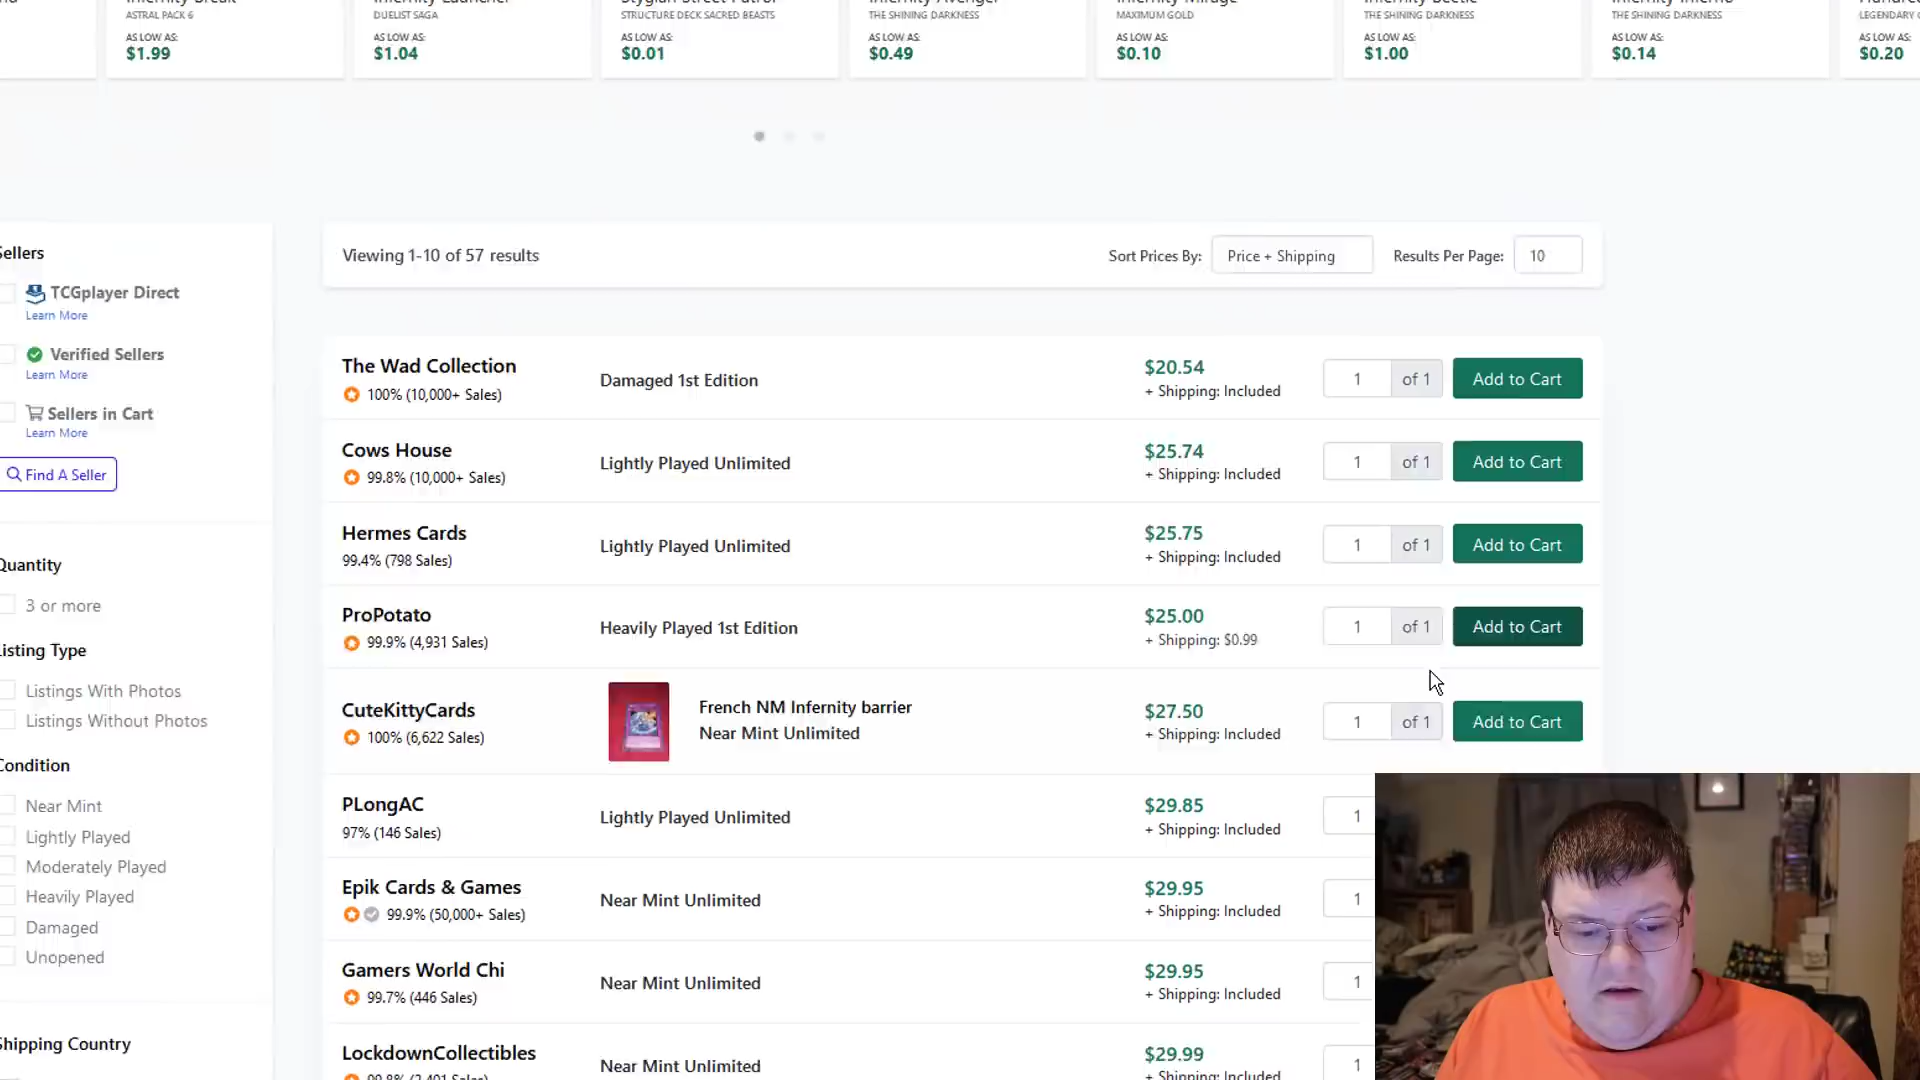 ASTRAL PACK 6
DUELIST SAGA
STRUCTURE DECK SACRED BEASTS
THE SHINING DARKNESS
MAXIMUM GOLD
THE SHINING DARKNESS
THE SHINING DARKNESS
LEGENDARY
AS LOW AS:
AS LOW AS:
AS LOW AS:
AS LOW AS:
AS LOW AS:
AS LOW AS:
AS LOW AS:
AS LOW AS:
$1.99
$1.04
$0.01
$0.49
$0.10
$1.00
$0.14
$0.20
Sellers
TCGplayer Direct
Learn More
Verified Sellers
Learn More
Sellers in Cart
Learn More
Find A Seller
Quantity
3 or more
Listing Type
Listings With Photos
Listings Without Photos
Condition
Near Mint
Lightly Played
Moderately Played
Heavily Played
Damaged
Unopened
Shipping Country
Viewing 1-10 of 57 results
Sort Prices By: Price + Shipping
Results Per Page: 10
The Wad Collection
100% (10,000+ Sales)
Damaged 1st Edition
$20.54
+ Shipping: Included
1 of 1 Add to Cart
Cows House
99.8% (10,000+ Sales)
Lightly Played Unlimited
$25.74
+ Shipping: Included
1 of 1 Add to Cart
Hermes Cards
99.4% (798 Sales)
Lightly Played Unlimited
$25.75
+ Shipping: Included
1 of 1 Add to Cart
ProPotato
99.9% (4,931 Sales)
Heavily Played 1st Edition
$25.00
+ Shipping: $0.99
1 of 1 Add to Cart
CuteKittyCards
100% (6,622 Sales)
French NM Infernity barrier
Near Mint Unlimited
$27.50
+ Shipping: Included
1 of 1 Add to Cart
PLongAC
97% (146 Sales)
Lightly Played Unlimited
$29.85
+ Shipping: Included
1
Epik Cards & Games
99.9% (50,000+ Sales)
Near Mint Unlimited
$29.95
+ Shipping: Included
1
Gamers World Chi
99.7% (446 Sales)
Near Mint Unlimited
$29.95
+ Shipping: Included
1
LockdownCollectibles
Near Mint Unlimited
$29.99
+ Shipping: Included
1